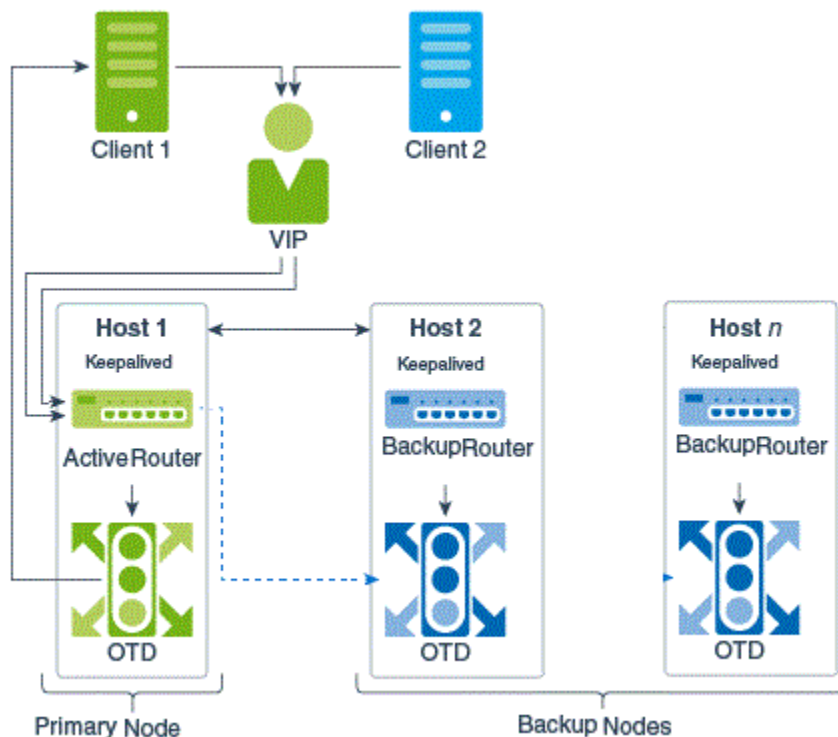 Client 1
Client 2
VIP
Host 1
Keepalived
ActiveRouter
OTD
Host 2
Keepalived
BackupRouter
OTD
Host n
Keepalived
BackupRouter
OTD
Primary Node
Backup Nodes